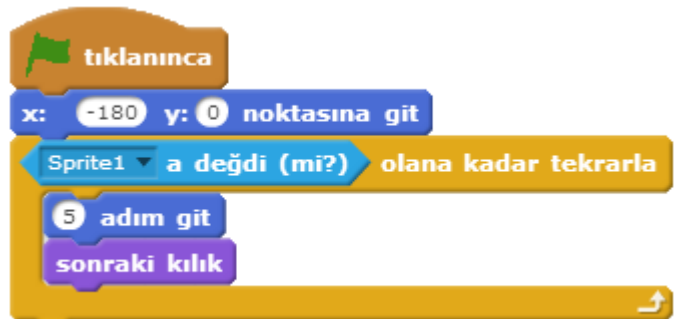 tıklanınca
x: -180 y: 0 noktasına git
Sprite1 a değdi (mi?) olana kadar tekrarla
5 adım git
sonraki kılık